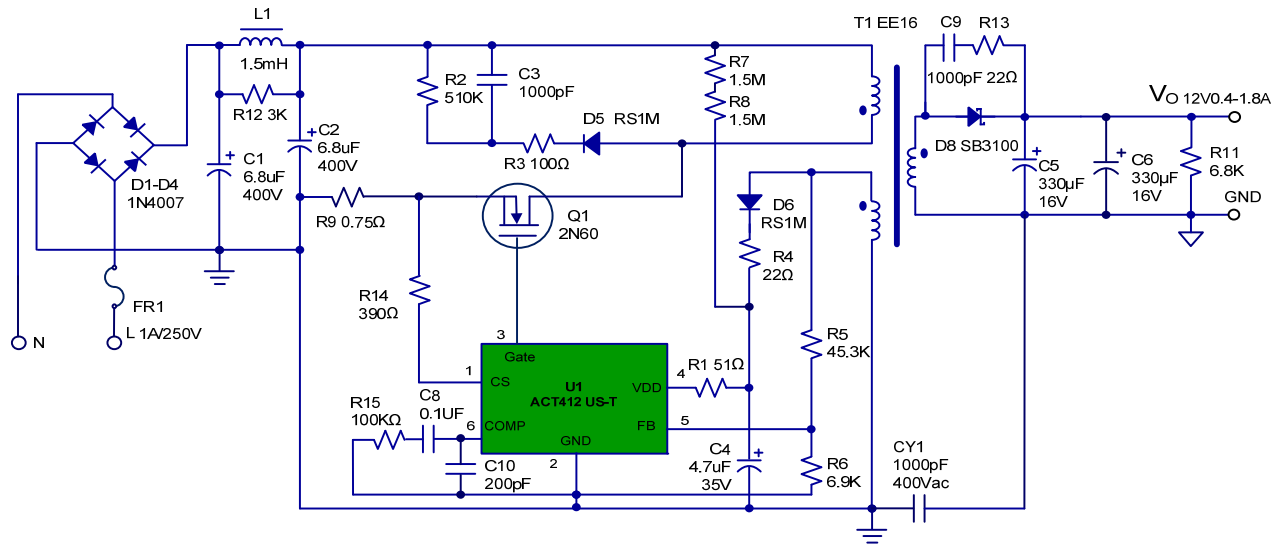 L1
1.5mH
R12 3K
C1
6.8uF
400V
C2
6.8uF
400V
D1-D4
1N4007
FR1
L 1A/250V
N
R2
510K
C3
1000pF
R3 100Ω
D5 RS1M
R7
1.5M
R8
1.5M
T1 EE16
C9
R13
1000pF 22Ω
D8 SB3100
VO 12V0.4-1.8A
C5
330µF
16V
C6
330µF
16V
R11
6.8K
GND
R9 0.75Ω
Q1
2N60
D6
RS1M
R4
22Ω
R14
390Ω
R5
45.3K
3
Gate
1
CS
U1
ACT412 US-T
VDD
4
R1 51Ω
R15
100KΩ
C8
0.1UF
6
COMP
FB
5
GND
2
C10
200pF
C4
4.7uF
35V
R6
6.9K
CY1
1000pF
400Vac